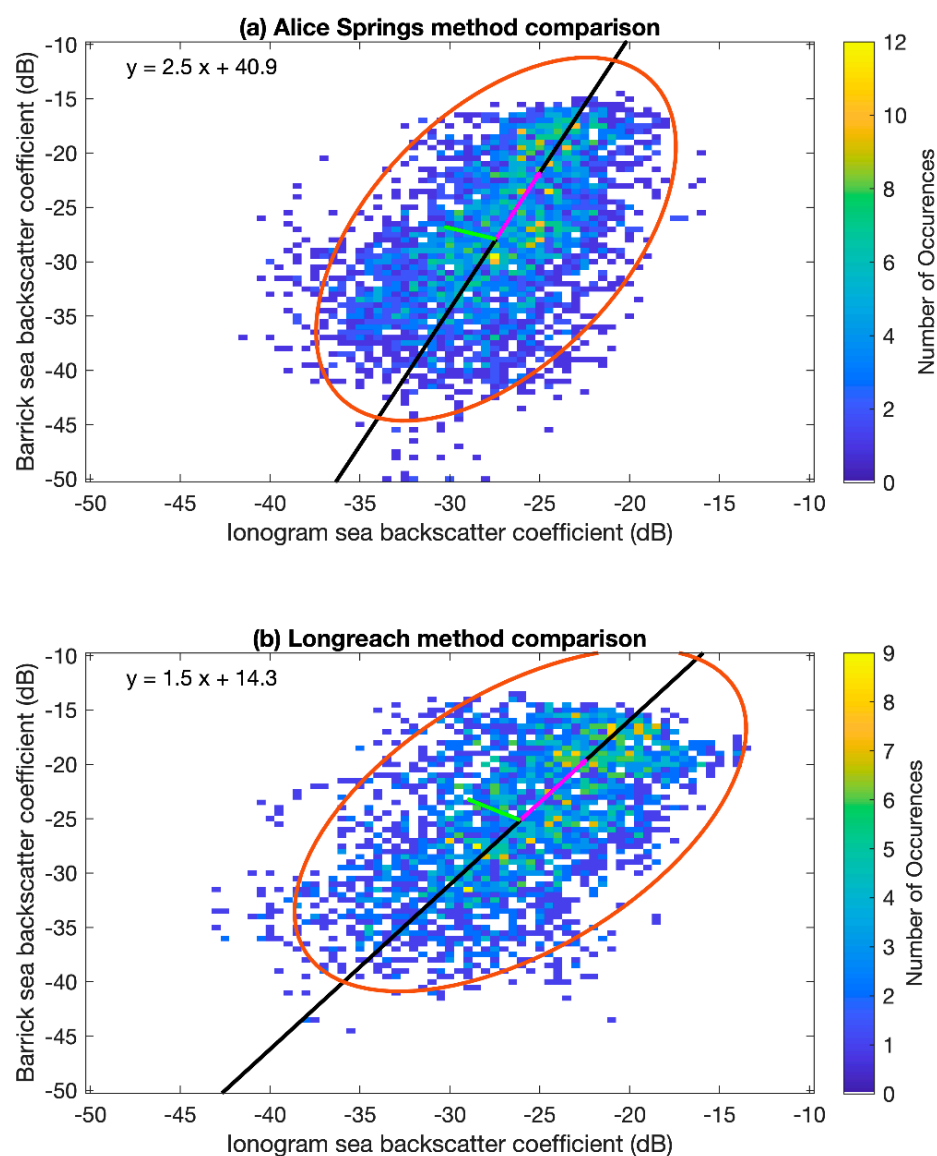 (a) Alice Springs method comparison
y = 2.5 x + 40.9
Barrick sea backscatter coefficient (dB)
-10
-15
-20
-25
-30
-35
-40
-45
-50
-50 -45 -40 -35 -30 -25 -20 -15 -10
Ionogram sea backscatter coefficient (dB)
12
10
8
6
4
2
0
Number of Occurences
(b) Longreach method comparison
y = 1.5 x + 14.3
Barrick sea backscatter coefficient (dB)
-10
-15
-20
-25
-30
-35
-40
-45
-50
-50 -45 -40 -35 -30 -25 -20 -15 -10
Ionogram sea backscatter coefficient (dB)
9
8
7
6
5
4
3
2
1
0
Number of Occurences